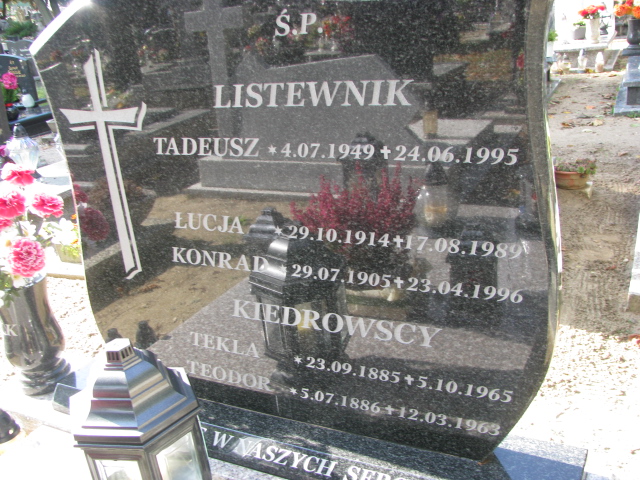 Ś.P.
LISTEWNIK
TADEUSZ * 4.07.1949 + 24.06.1995
ŁUCJA * 29.10.1914 + 17.08.1989
KONRAD * 29.07.1905 + 23.04.1996
KIEDROWSCY
TEKLA * 23.09.1885 + 5.10.1965
TEODOR * 5.07.1886 + 12.03.1963
W NASZYCH